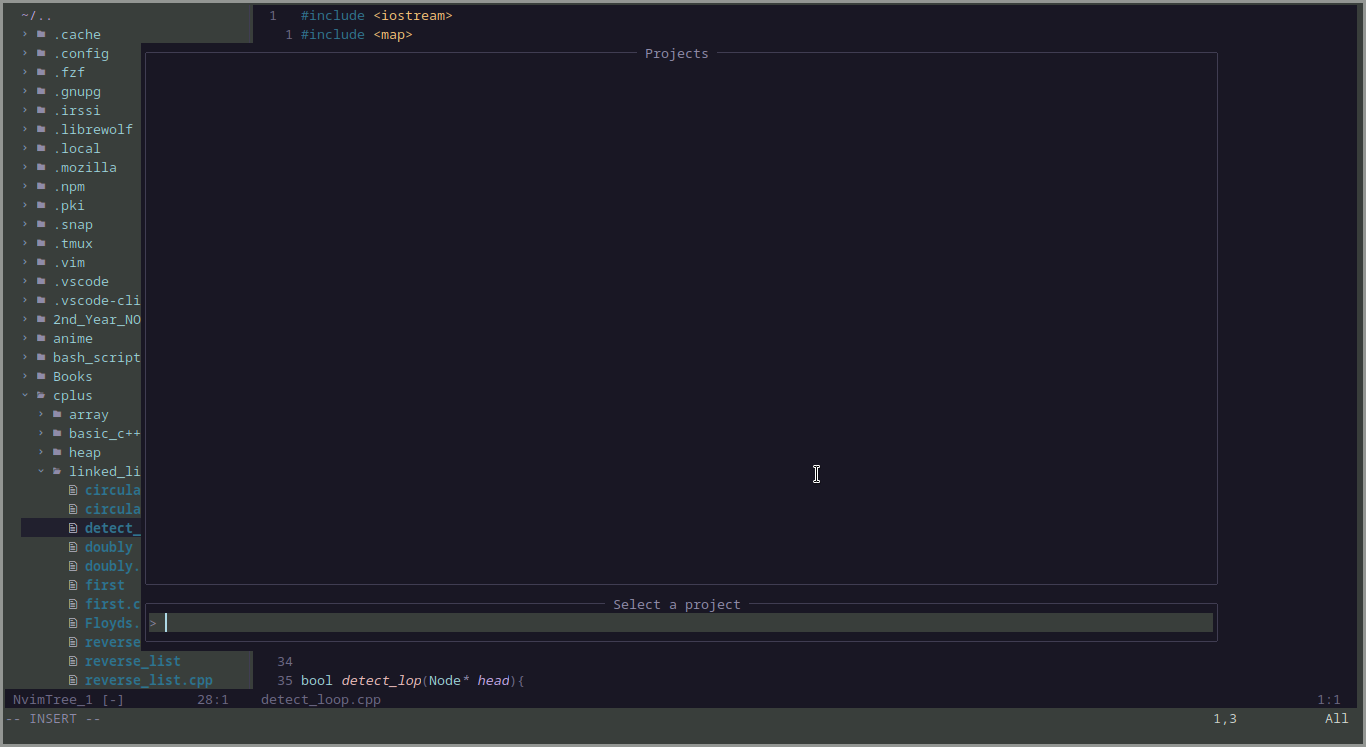 ~/..
.cache
.config
.fzf
.gnupg
.irssi
.librewolf
.local
.mozilla
.npm
.pki
.snap
.tmux
.vim
.vscode
.vscode-cli
2nd_Year_NO
anime
bash_script
Books
cplus
array
basic_c++
heap
linked_li
circula
circula
detect_
doubly
doubly.
first
first.c
Floyds.
reverse
reverse_list
reverse_list.cpp
1 #include <iostream>
1 #include <map>
Projects
Select a project
>
34
35 bool detect_lop(Node* head){
NvimTree_1 [-] 28:1 detect_loop.cpp 1:1
-- INSERT -- 1,3 All